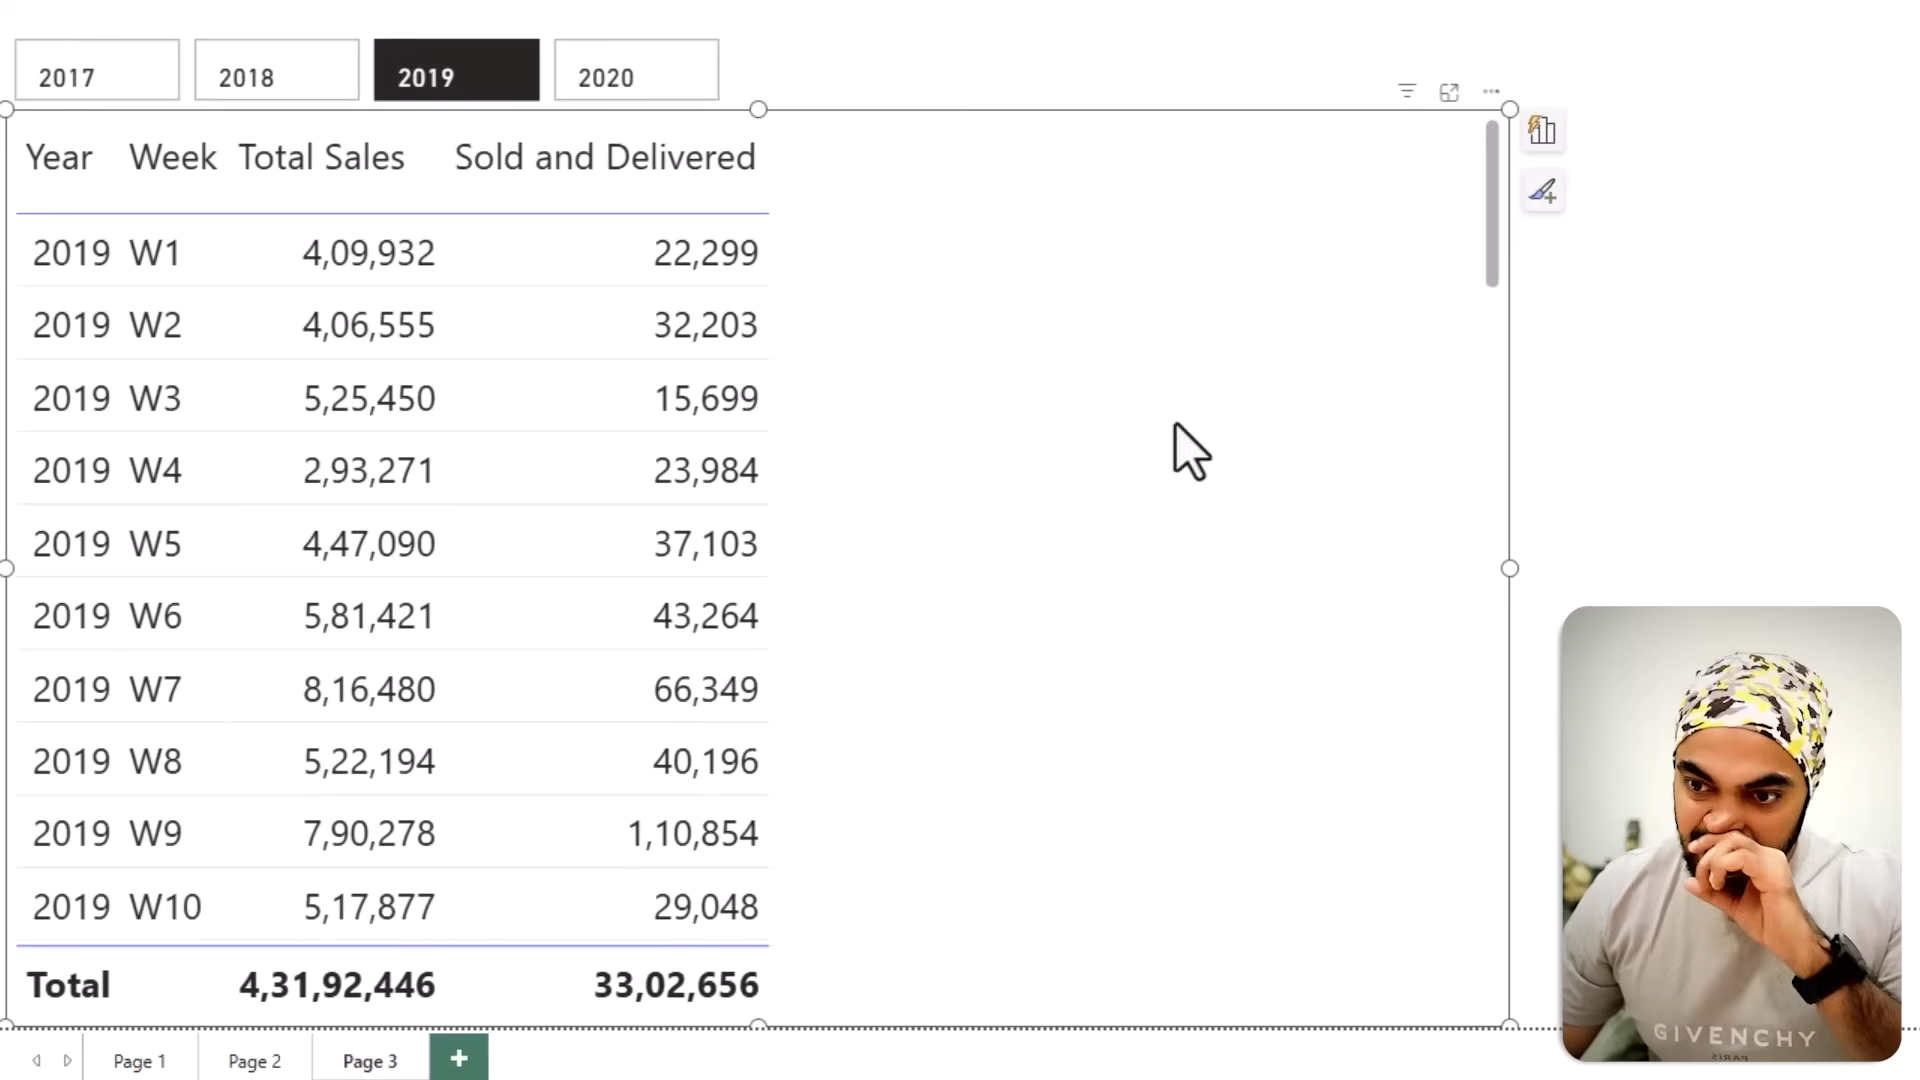 2017 2018 2019 2020
Year Week Total Sales Sold and Delivered
2019 W1 4,09,932 22,299
2019 W2 4,06,555 32,203
2019 W3 5,25,450 15,699
2019 W4 2,93,271 23,984
2019 W5 4,47,090 37,103
2019 W6 5,81,421 43,264
2019 W7 8,16,480 66,349
2019 W8 5,22,194 40,196
2019 W9 7,90,278 1,10,854
2019 W10 5,17,877 29,048
Total 4,31,92,446 33,02,656
GIVENCHY
PARIS
Page 1 Page 2 Page 3 +